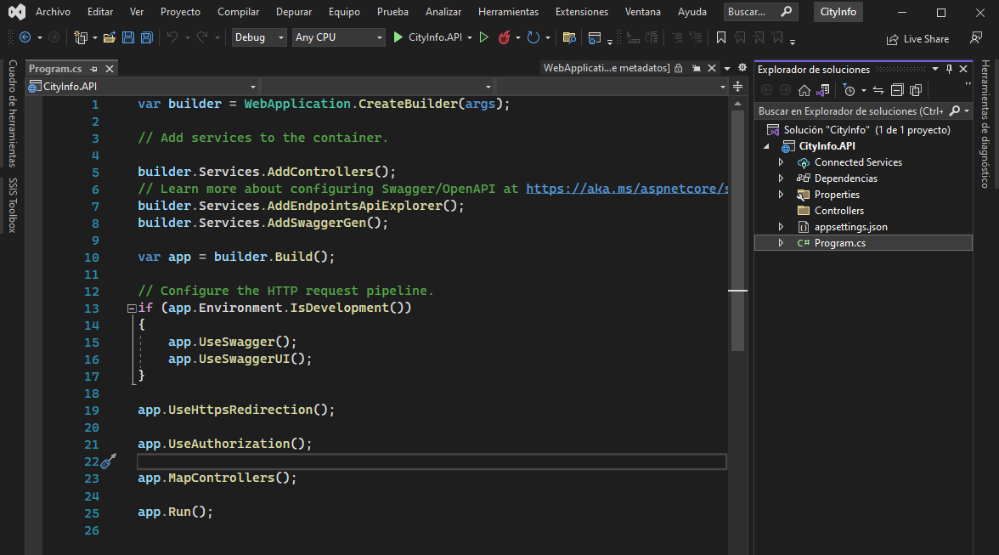 Archivo Editar Ver Proyecto Compilar Depurar Equipo Prueba Analizar Herramientas Extensiones Ventana Ayuda Buscar... CityInfo
Debug Any CPU CityInfo.API Live Share
Cuadro de herramientas
SSIS Toolbox
Program.cs WebApplicati...e metadatos]
CityInfo.API
1 var builder = WebApplication.CreateBuilder(args);
2
3 // Add services to the container.
4
5 builder.Services.AddControllers();
6 // Learn more about configuring Swagger/OpenAPI at https://aka.ms/aspnetcore/s
7 builder.Services.AddEndpointsApiExplorer();
8 builder.Services.AddSwaggerGen();
9
10 var app = builder.Build();
11
12 // Configure the HTTP request pipeline.
13 if (app.Environment.IsDevelopment())
14 {
15 app.UseSwagger();
16 app.UseSwaggerUI();
17 }
18
19 app.UseHttpsRedirection();
20
21 app.UseAuthorization();
22
23 app.MapControllers();
24
25 app.Run();
26
Explorador de soluciones
Buscar en Explorador de soluciones (Ctrl+
Solución "CityInfo" (1 de 1 proyecto)
CityInfo.API
Connected Services
Dependencias
Properties
Controllers
appsettings.json
C# Program.cs
Herramientas de diagnóstico